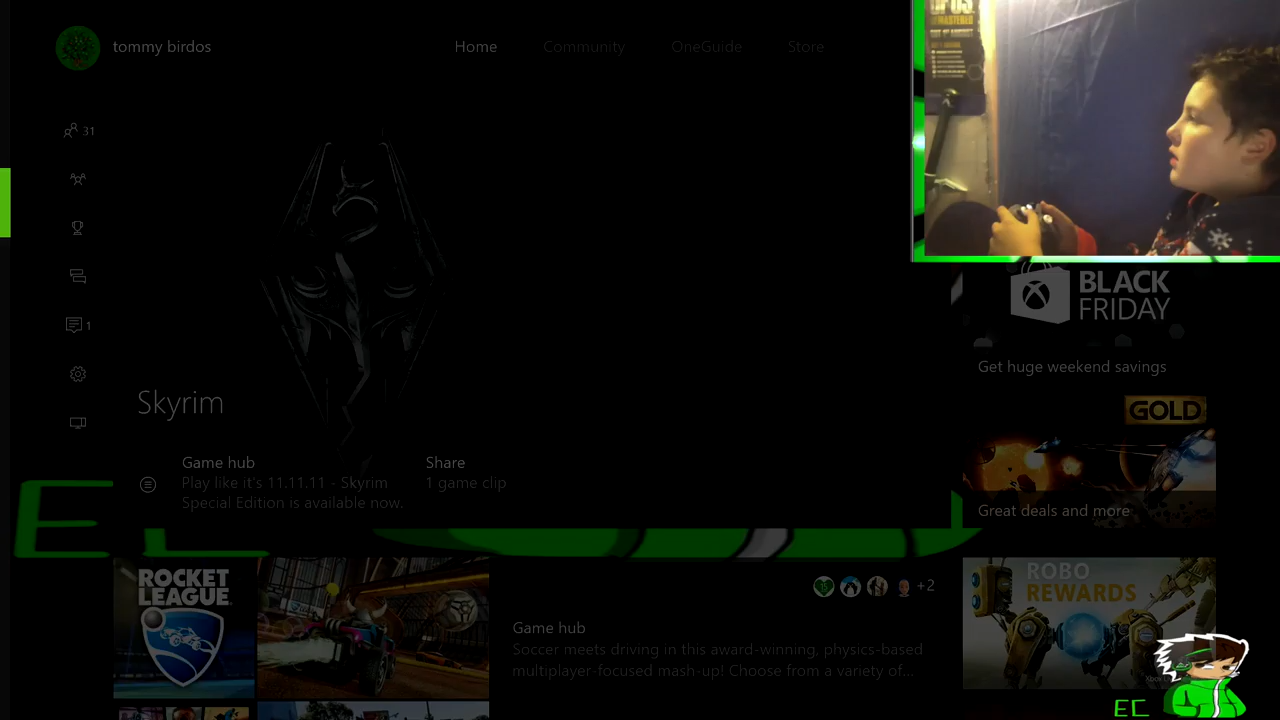 tommy birdos
Home
Community
OneGuide
Store
31
1
BLACK
FRIDAY
Get huge weekend savings
GOLD
Great deals and more
Skyrim
Game hub
Play like it's 11.11.11 - Skyrim
Special Edition is available now.
Share
1 game clip
ROCKET
LEAGUE
+2
Game hub
Soccer meets driving in this award-winning, physics-based
multiplayer-focused mash-up! Choose from a variety of...
ROBO
REWARDS
EC